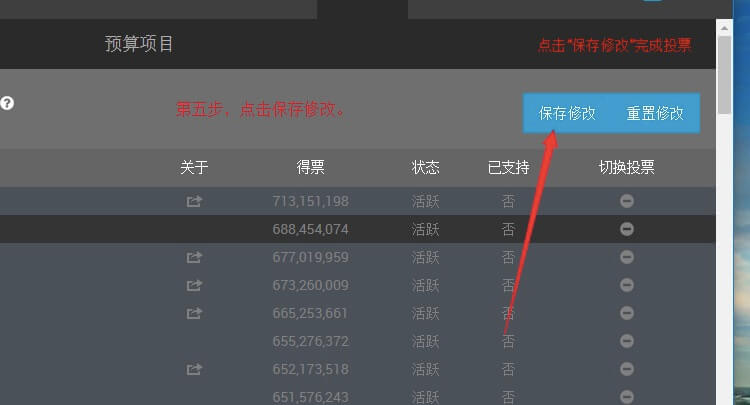 预算项目
点击“保存修改”完成投票
?
第五步，点击保存修改。
保存修改 重置修改
关于 得票 状态 已支持 切换投票
713,151,198 活跃 否
688,454,074 活跃 否
677,019,959 活跃 否
673,260,009 活跃 否
665,253,661 活跃 否
655,276,372 活跃 否
652,173,518 活跃 否
651,576,243 活跃 否